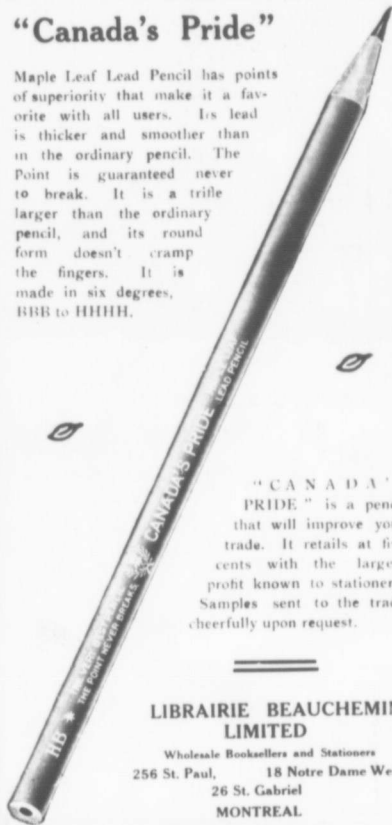 “Canada's Pride”
Maple Leaf Lead Pencil has points
of superiority that make it a fav-
orite with all users. Its lead
is thicker and smoother than
in the ordinary pencil. The
Point is guaranteed never
to break. It is a trifle
larger than the ordinary
pencil, and its round
form doesn't cramp
the fingers. It is
made in six degrees,
BBB to HHHH.
HB
THE POINT NEVER BREAKS
CANADA'S PRIDE
LEAD PENCIL
“CANADA'
PRIDE” is a penc
that will improve yo
trade. It retails at fi
cents with the large
profit known to stationer
Samples sent to the trad
cheerfully upon request.
LIBRAIRIE BEAUCHEMIN
LIMITED
Wholesale Booksellers and Stationers
256 St. Paul, 18 Notre Dame We
26 St. Gabriel
MONTREAL